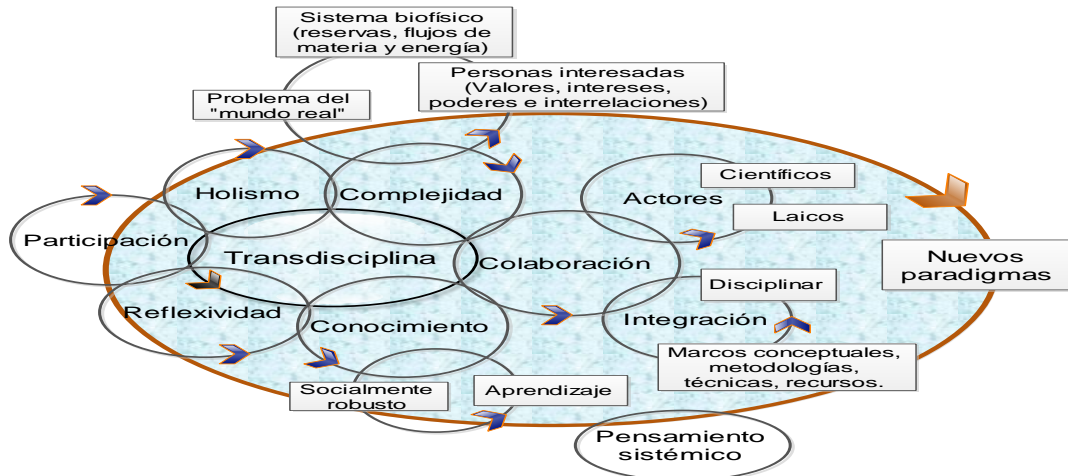 Sistema biofísico
(reservas, flujos de
materia y energía)
Personas interesadas
(Valores, intereses,
poderes e interrelaciones)
Problema del
"mundo real"
Holismo
Complejidad
Actores
Científicos
Laicos
Participación
Transdisciplina
Colaboración
Nuevos
paradigmas
Disciplinar
Reflexividad
Conocimiento
Integración
Marcos conceptuales,
metodologías,
técnicas, recursos.
Socialmente
robusto
Aprendizaje
Pensamiento
sistémico